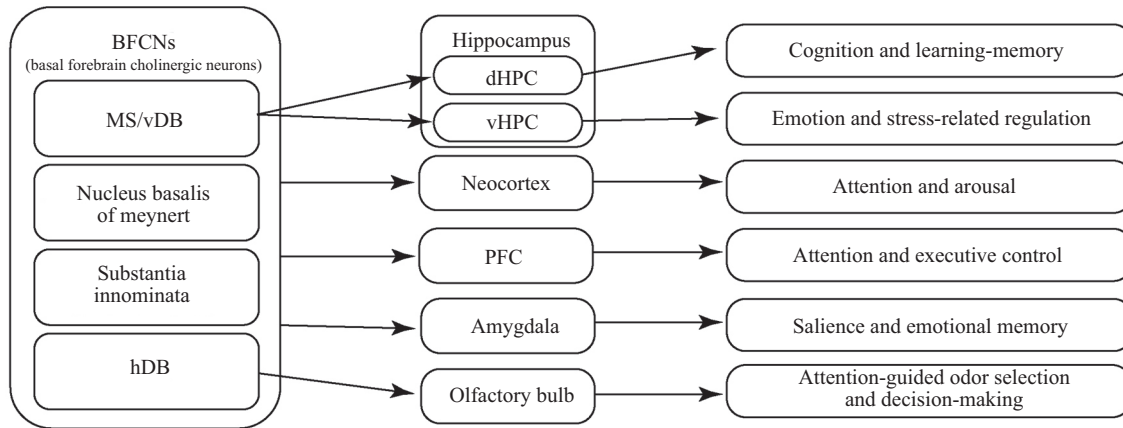 BFCNs
(basal forebrain cholinergic neurons)
MS/vDB
Nucleus basalis
of meynert
Substantia
innominata
hDB
Hippocampus
dHPC
vHPC
Neocortex
PFC
Amygdala
Olfactory bulb
Cognition and learning-memory
Emotion and stress-related regulation
Attention and arousal
Attention and executive control
Salience and emotional memory
Attention-guided odor selection
and decision-making